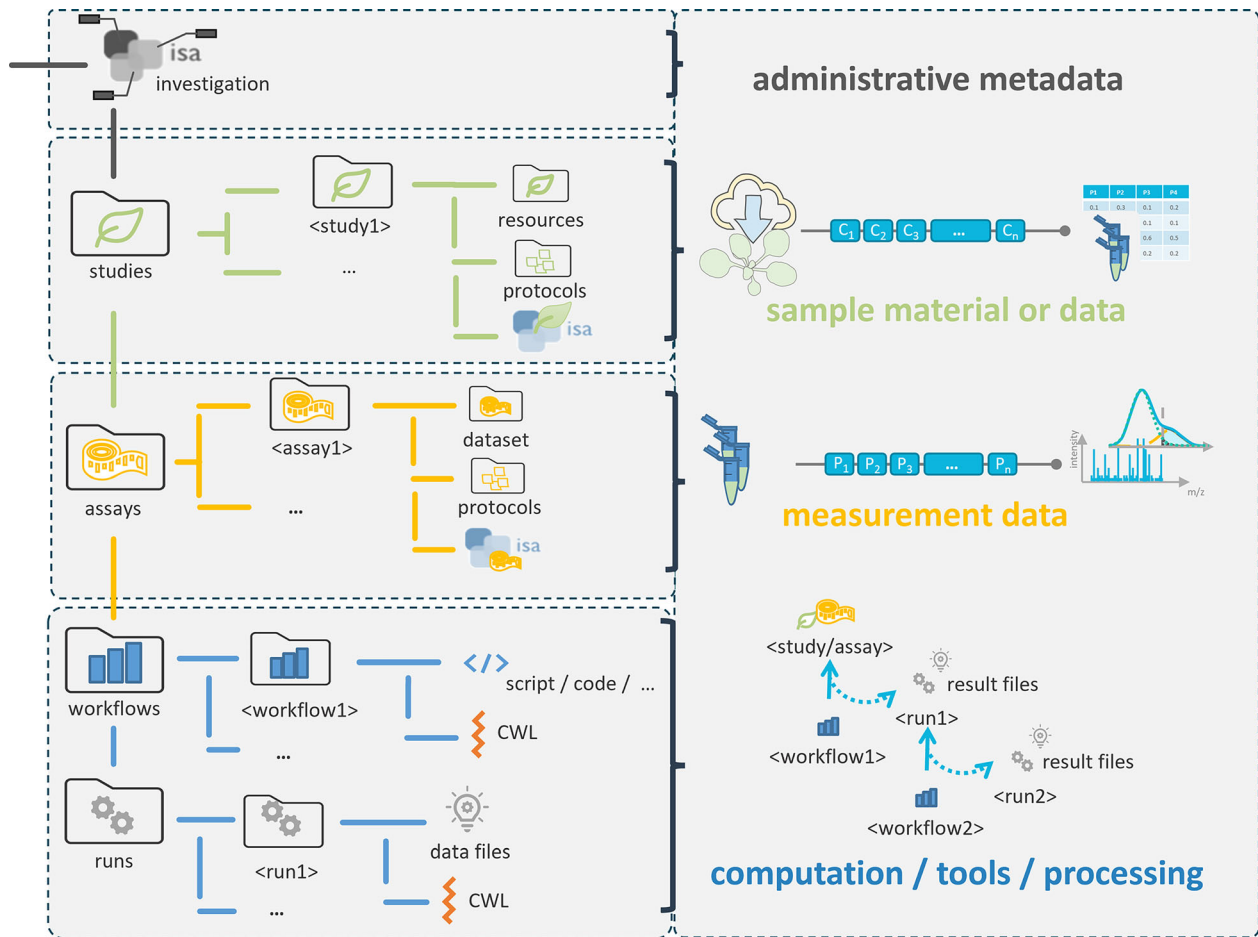 isa
investigation
administrative metadata
studies
<study1>
...
resources
protocols
isa
C1 C2 C3 ... Cn
P1 P2 P3 P4
0.1 0.3 0.1 0.2
0.1 0.1
0.6 0.5
0.2 0.2
sample material or data
assays
<assay1>
...
dataset
protocols
isa
P1 P2 P3 ... Pn
intensity
m/z
measurement data
workflows
<workflow1>
...
</>
script / code / ...
CWL
runs
<run1>
...
data files
CWL
<study/assay>
result files
<run1>
<workflow1>
result files
<run2>
<workflow2>
computation / tools / processing